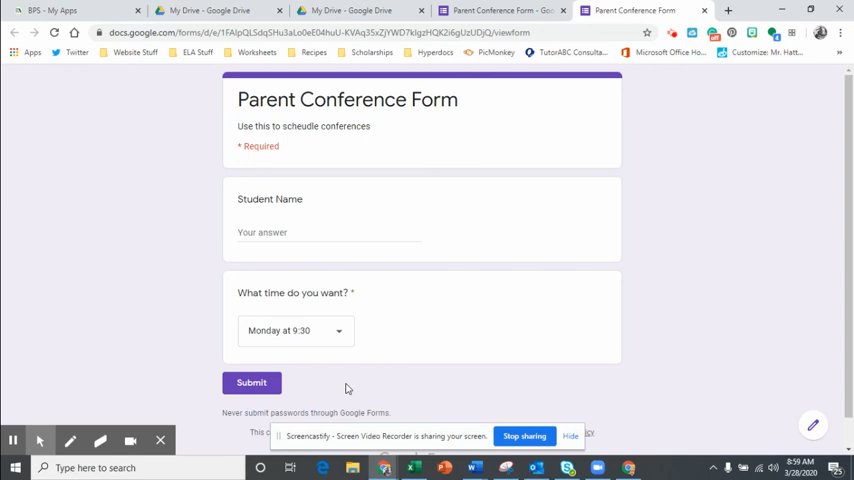 BPS - My Apps
My Drive - Google Drive
My Drive - Google Drive
Parent Conference Form - Goo
Parent Conference Form
docs.google.com/forms/d/e/1FAIpQLSdqSHu3aLo0eE04huU-KVAq35xZjYWD7kIgzHQK2i6gUzUDjQ/viewform
Apps
Twitter
Website Stuff
ELA Stuff
Worksheets
Recipes
Scholarships
Hyperdocs
PicMonkey
TutorABC Consulta...
Microsoft Office Ho...
Customize: Mr. Hatt...
Parent Conference Form
Use this to scheudle conferences
* Required
Student Name
Your answer
What time do you want? *
Monday at 9:30
Submit
Never submit passwords through Google Forms.
This c
Screencastify - Screen Video Recorder is sharing your screen.
Stop sharing
Hide
Type here to search
8:59 AM
3/28/2020
25